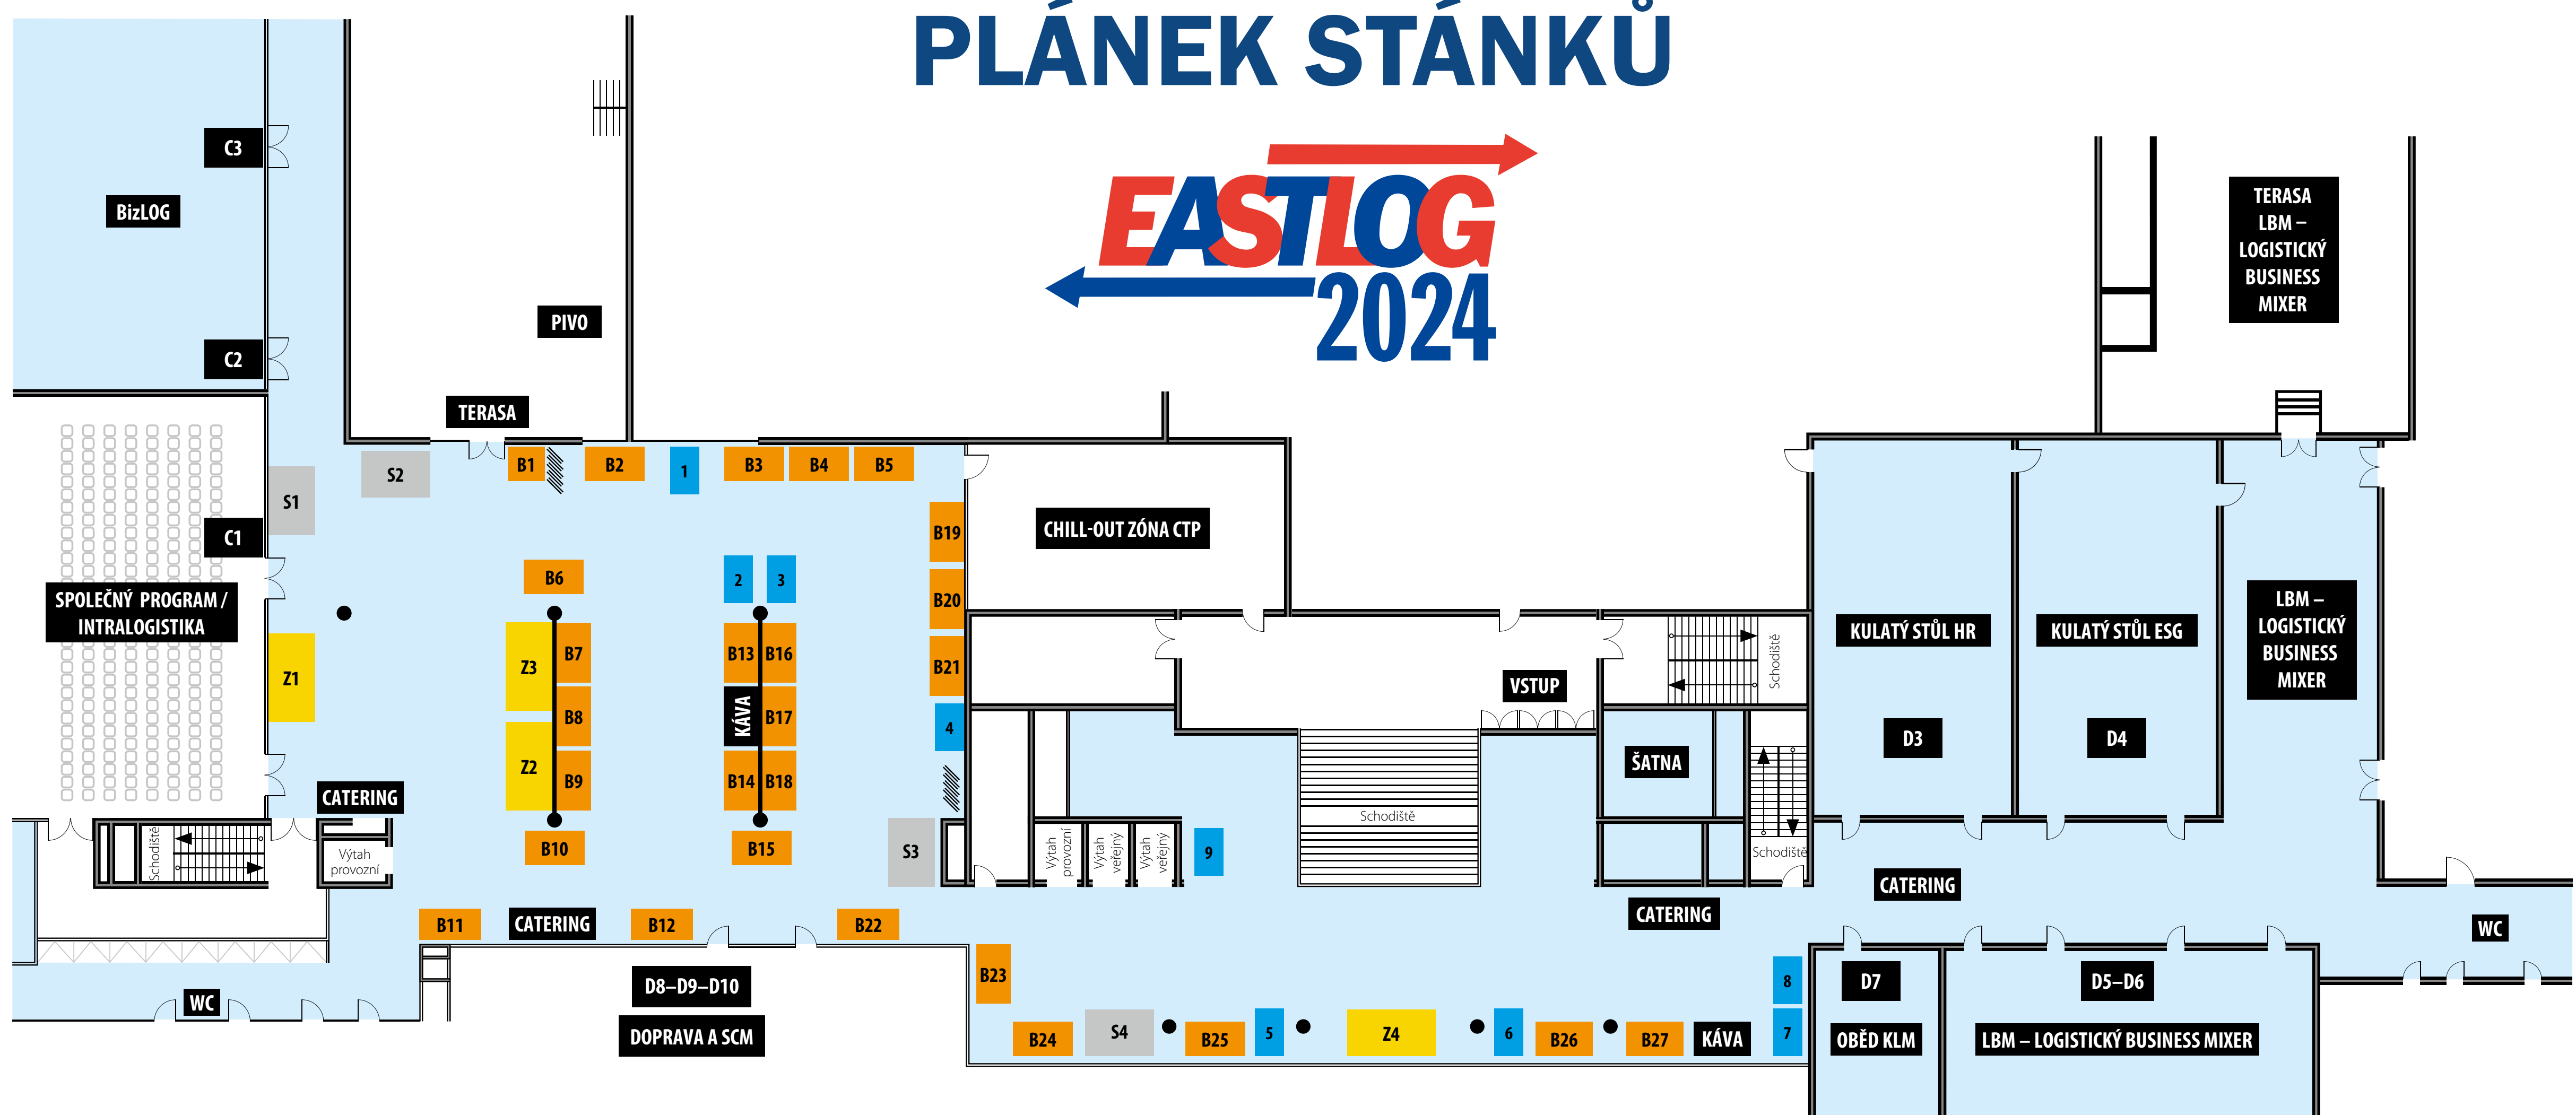 PLÁNEK STÁNKŮ
EASTLOG
2024
C3
BizLOG
C2
PIVO
TERASA
TERASA
LBM –
LOGISTICKÝ
BUSINESS
MIXER
S1
S2
B1
B2
1
B3
B4
B5
C1
SPOLEČNÝ PROGRAM /
INTRALOGISTIKA
Z1
B6
2
3
Z3
B7
B8
Z2
B9
B10
B13
B16
KÁVA
B17
B14
B18
B15
B19
B20
B21
4
S3
CHILL-OUT ZÓNA CTP
VSTUP
Schodiště
Schodiště
ŠATNA
Schodiště
KULATÝ STŮL HR
D3
KULATÝ STŮL ESG
D4
LBM –
LOGISTICKÝ
BUSINESS
MIXER
CATERING
Schodiště
Výtah
provozní
Výtah
provozní
Výtah
veřejný
Výtah
veřejný
9
B11
CATERING
B12
B22
CATERING
CATERING
WC
WC
D8–D9–D10
DOPRAVA A SCM
B23
B24
S4
B25
5
Z4
6
B26
B27
KÁVA
8
7
D7
OBĚD KLM
D5–D6
LBM – LOGISTICKÝ BUSINESS MIXER